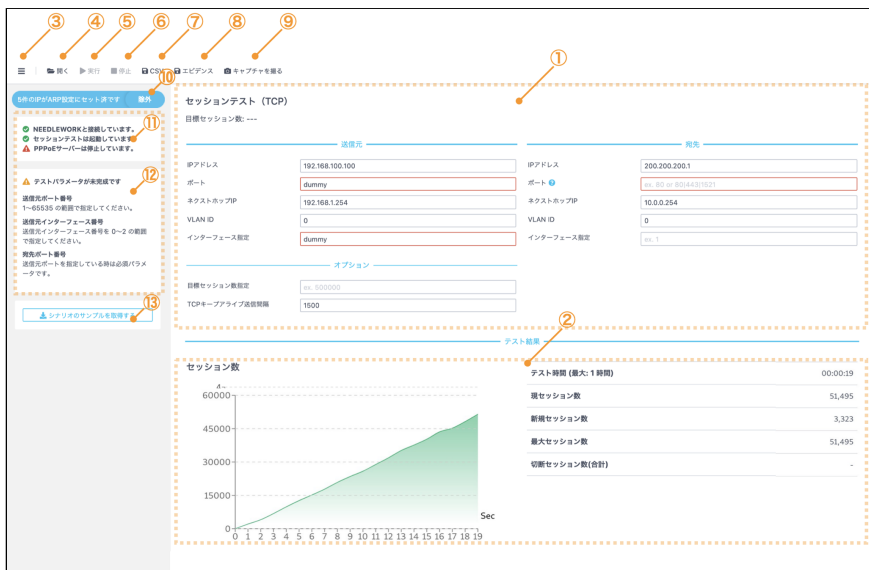 ③ ④ ⑤ ⑥ ⑦ ⑧ ⑨
開く 実行 停止 CSV エビデンス キャプチャを撮る
⑩
5件のIPがARP設定にセット済です 除外
⑪
NEEDLEWORKと接続しています。
セッションテストは起動しています。
PPPoEサーバーは停止しています。
⑫
テストパラメータが未完成です
送信元ポート番号
1〜65535 の範囲で指定してください。
送信元インターフェース番号
送信元インターフェース番号を 0〜2 の範囲
で指定してください。
宛先ポート番号
送信元ポートを指定している時は必須パラメ
ータです。
⑬
シナリオのサンプルを取得する
①
セッションテスト（TCP）
目標セッション数: ---
送信元
IPアドレス 192.168.100.100
ポート dummy
ネクストホップIP 192.168.1.254
VLAN ID 0
インターフェース指定 dummy
宛先
IPアドレス 200.200.200.1
ポート ex. 80 or 80|443|1521
ネクストホップIP 10.0.0.254
VLAN ID 0
インターフェース指定 ex. 1
オプション
目標セッション数指定 ex. 500000
TCPキープアライブ送信間隔 1500
②
テスト結果
セッション数
60000
45000
30000
15000
0
0 1 2 3 4 5 6 7 8 9 10 11 12 13 14 15 16 17 18 19
Sec
テスト時間 (最大: 1 時間) 00:00:19
現セッション数 51,495
新規セッション数 3,323
最大セッション数 51,495
切断セッション数(合計) –